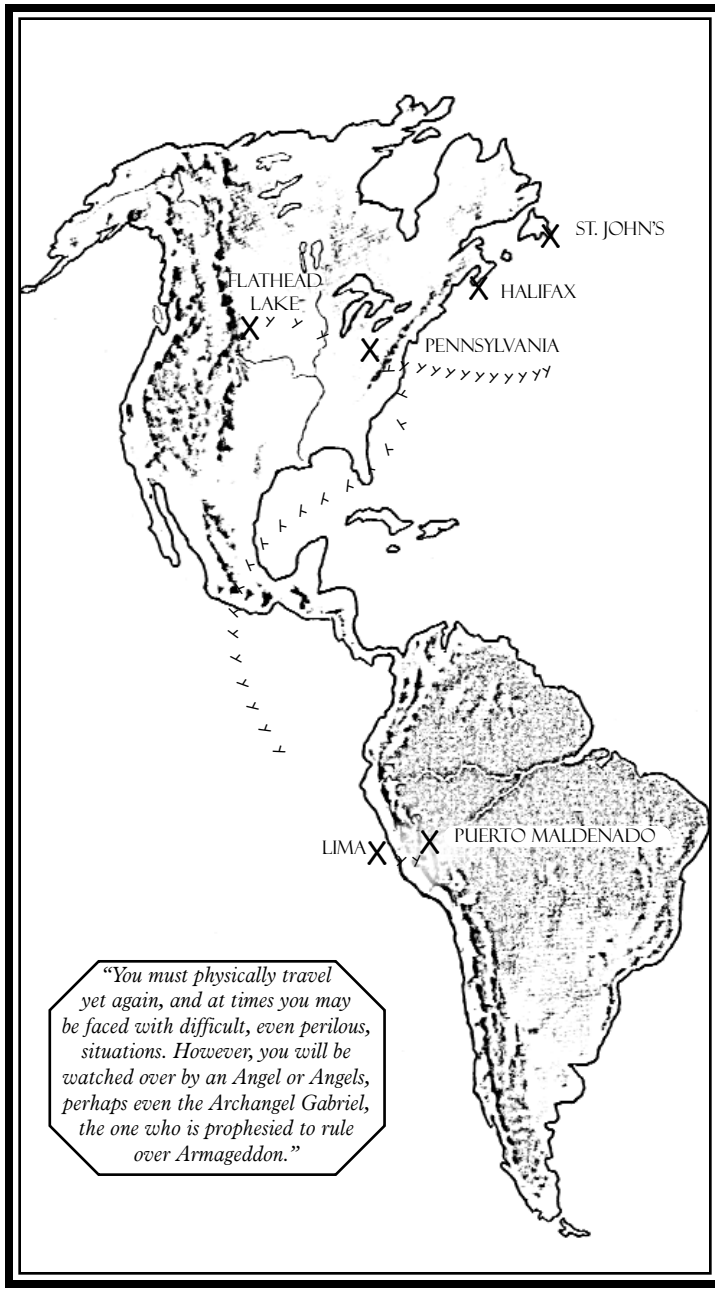 ST. JOHN'S
FLATHEAD
LAKE
HALIFAX
PENNSYLVANIA
LIMA
PUERTO MALDENADO
“You must physically travel
yet again, and at times you may
be faced with difficult, even perilous,
situations. However, you will be
watched over by an Angel or Angels,
perhaps even the Archangel Gabriel,
the one who is prophesied to rule
over Armageddon.”